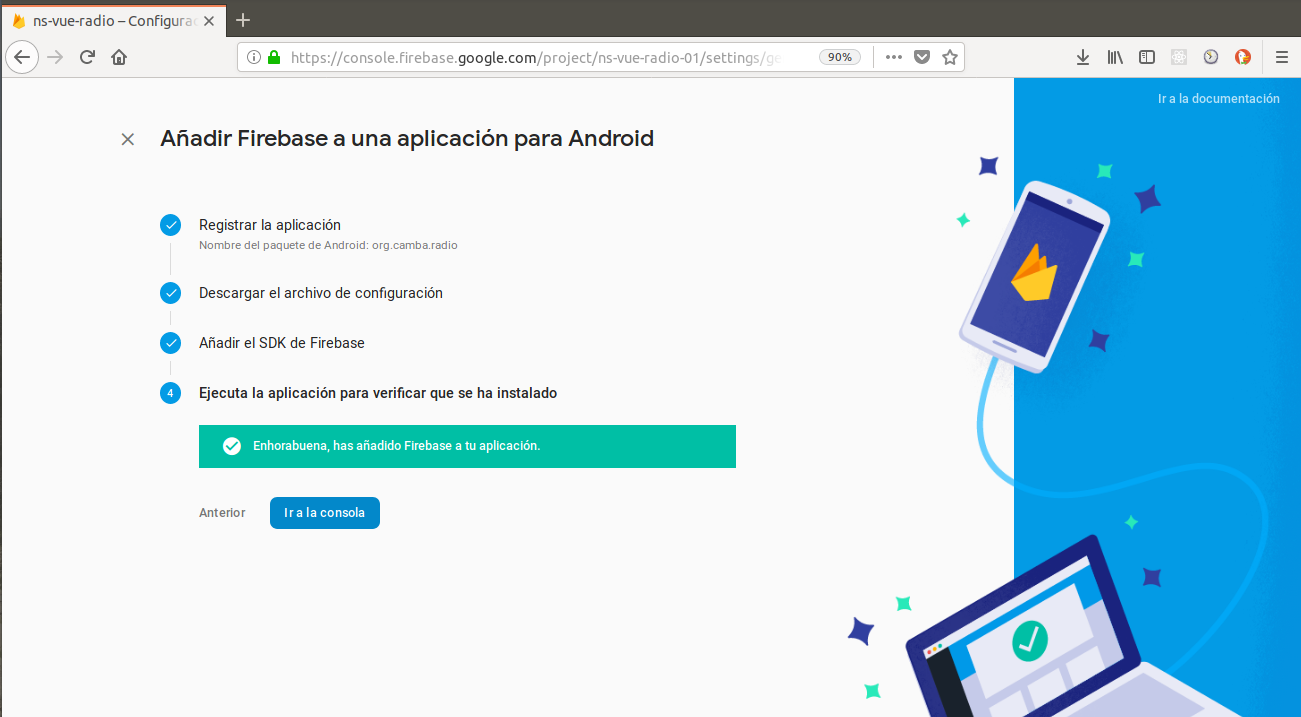 ns-vue-radio – Configura
https://console.firebase.google.com/project/ns-vue-radio-01/settings/ge
90%
Ir a la documentación
Añadir Firebase a una aplicación para Android
Registrar la aplicación
Nombre del paquete de Android: org.camba.radio
Descargar el archivo de configuración
Añadir el SDK de Firebase
4
Ejecuta la aplicación para verificar que se ha instalado
Enhorabuena, has añadido Firebase a tu aplicación.
Anterior
Ir a la consola